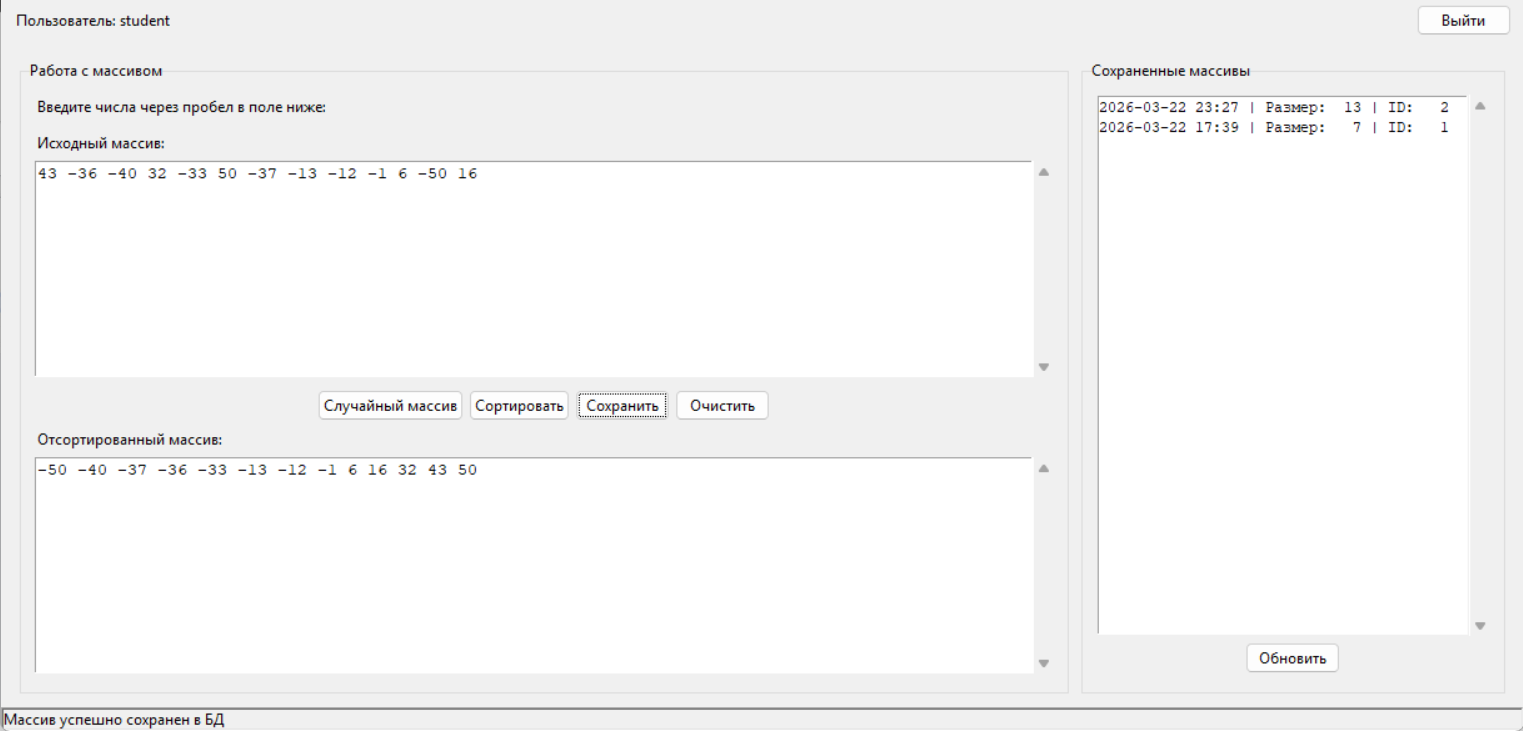 Пользователь: student
Выйти
Работа с массивом
Введите числа через пробел в поле ниже:
Исходный массив:
43 -36 -40 32 -33 50 -37 -13 -12 -1 6 -50 16
Случайный массив
Сортировать
Сохранить
Очистить
Отсортированный массив:
-50 -40 -37 -36 -33 -13 -12 -1 6 16 32 43 50
Сохраненные массивы
2026-03-22 23:27 | Размер:  13 | ID:   2
2026-03-22 17:39 | Размер:   7 | ID:   1
Обновить
Массив успешно сохранен в БД